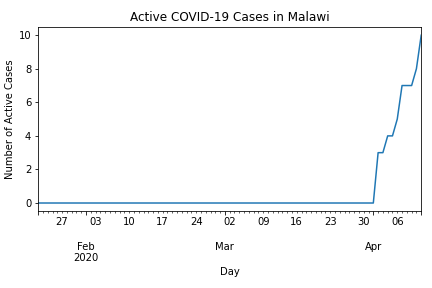 Active COVID-19 Cases in Malawi
10
8
6
4
2
0
Number of Active Cases
27 03 10 17 24 02 09 16 23 30 06
Feb Mar Apr
2020
Day